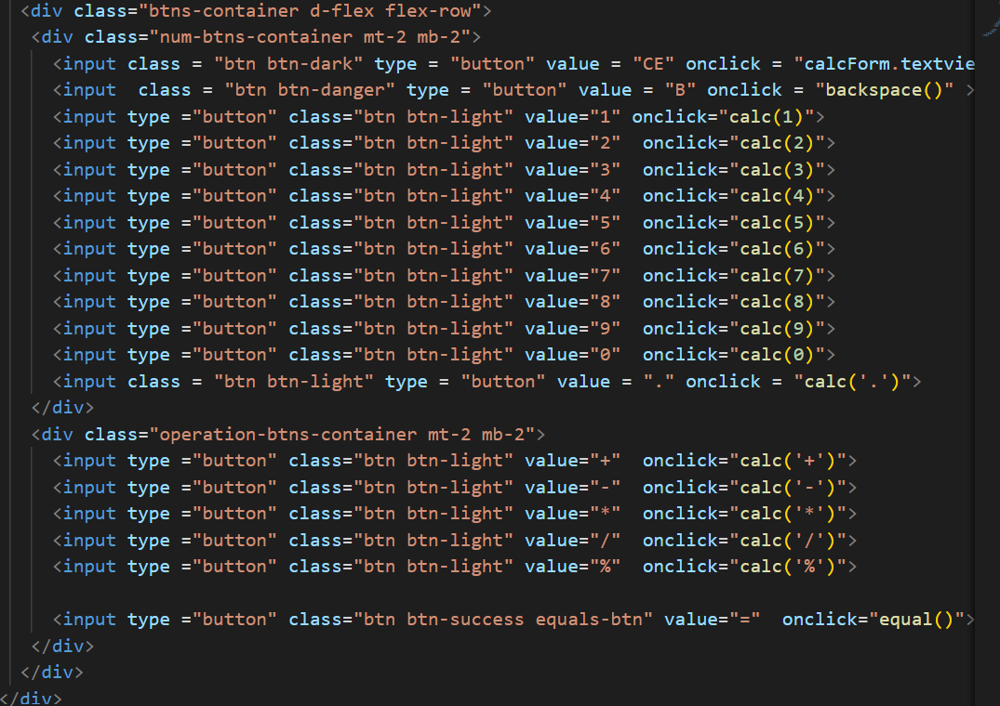 <div class="btns-container d-flex flex-row">
<div class="num-btns-container mt-2 mb-2">
<input class = "btn btn-dark" type = "button" value = "CE" onclick = "calcForm.textvie
<input  class = "btn btn-danger" type = "button" value = "B" onclick = "backspace()" >
<input type ="button" class="btn btn-light" value="1" onclick="calc(1)">
<input type ="button" class="btn btn-light" value="2"  onclick="calc(2)">
<input type ="button" class="btn btn-light" value="3"  onclick="calc(3)">
<input type ="button" class="btn btn-light" value="4"  onclick="calc(4)">
<input type ="button" class="btn btn-light" value="5"  onclick="calc(5)">
<input type ="button" class="btn btn-light" value="6"  onclick="calc(6)">
<input type ="button" class="btn btn-light" value="7"  onclick="calc(7)">
<input type ="button" class="btn btn-light" value="8"  onclick="calc(8)">
<input type ="button" class="btn btn-light" value="9"  onclick="calc(9)">
<input type ="button" class="btn btn-light" value="0"  onclick="calc(0)">
<input class = "btn btn-light" type = "button" value = "." onclick = "calc('.')">
</div>
<div class="operation-btns-container mt-2 mb-2">
<input type ="button" class="btn btn-light" value="+"  onclick="calc('+')">
<input type ="button" class="btn btn-light" value="-"  onclick="calc('-')">
<input type ="button" class="btn btn-light" value="*"  onclick="calc('*')">
<input type ="button" class="btn btn-light" value="/"  onclick="calc('/')">
<input type ="button" class="btn btn-light" value="%"  onclick="calc('%')">
<input type ="button" class="btn btn-success equals-btn" value="="  onclick="equal()">
</div>
</div>
</div>